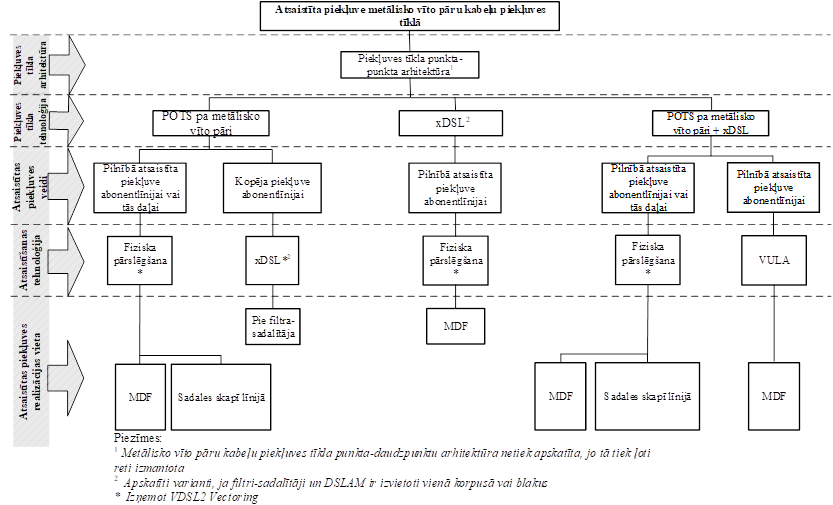 Atsaistīta piekļuve metālisko vīto pāru kabeļu piekļuves
tīklā
Piekļuves
tīkla
arhitektūra
Piekļuves tīkla punkta-
punkta arhitektūra1
Piekļuves
tīkla
tehnoloģija
POTS pa metālisko
vīto pāri
xDSL 2
POTS pa metālisko
vīto pāri + xDSL
Atsaistītas
piekļuves
veidi
Pilnībā atsaistīta
piekļuve
abonentlīnijai vai
tās daļai
Kopēja piekļuve
abonentlīnijai
Pilnībā atsaistīta
piekļuve
abonentlīnijai
Pilnībā atsaistīta
piekļuve
abonentlīnijai vai
tās daļai
Pilnībā atsaistīta
piekļuve
abonentlīnijai
Atsaistīšanas
tehnoloģija
Fiziska
pārslēgšana
*
xDSL *2
Fiziska
pārslēgšana
*
Fiziska
pārslēgšana
*
VULA
Atsaistītas piekļuves
realizācijas vieta
Pie filtra-
sadalītāja
MDF
MDF
Sadales skapī līnijā
MDF
Sadales skapī līnijā
MDF
Piezīmes:
1 Metālisko vīto pāru kabeļu piekļuves tīkla punkta-daudzpunktu arhitektūra netiek apskatīta, jo tā tiek ļoti
reti izmantota
2 Apskatīti varianti, ja filtri-sadalītāji un DSLAM ir izvietoti vienā korpusā vai blakus
* Izņemot VDSL2 Vectoring